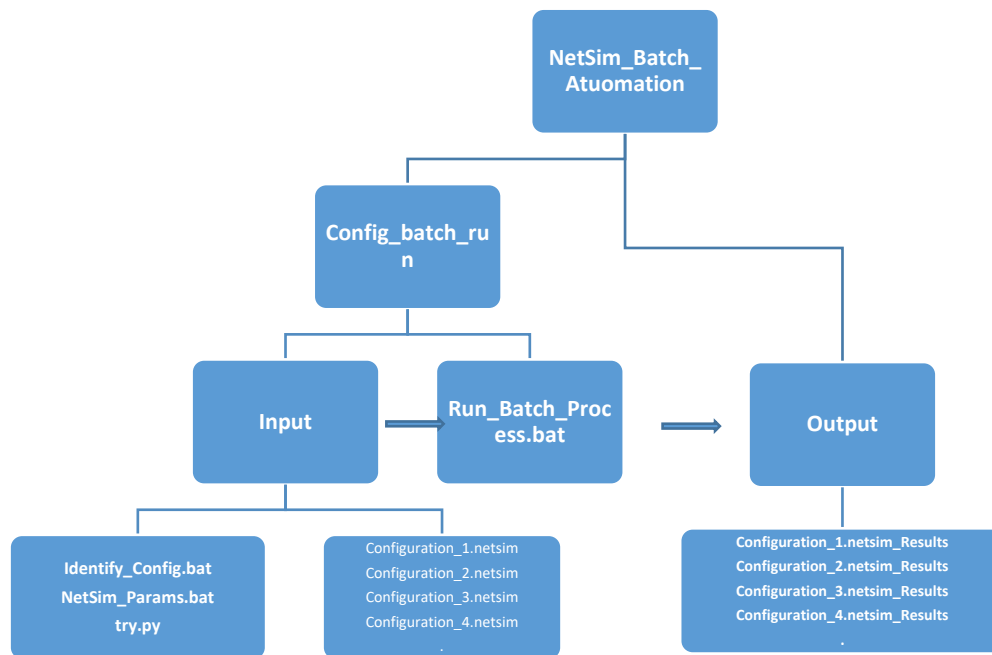 NetSim_Batch_
Atuomation
Config_batch_ru
n
Input
Run_Batch_Proc
ess.bat
Output
Identify_Config.bat
NetSim_Params.bat
try.py
Configuration_1.netsim
Configuration_2.netsim
Configuration_3.netsim
Configuration_4.netsim
.
Configuration_1.netsim_Results
Configuration_2.netsim_Results
Configuration_3.netsim_Results
Configuration_4.netsim_Results
.